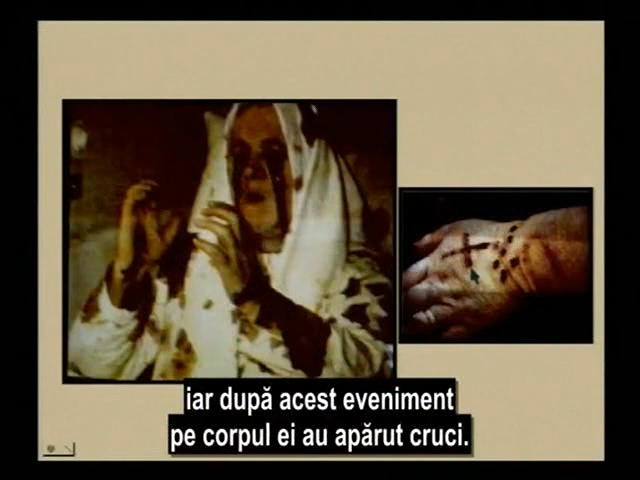 iar după acest eveniment
pe corpul ei au apărut cruci.